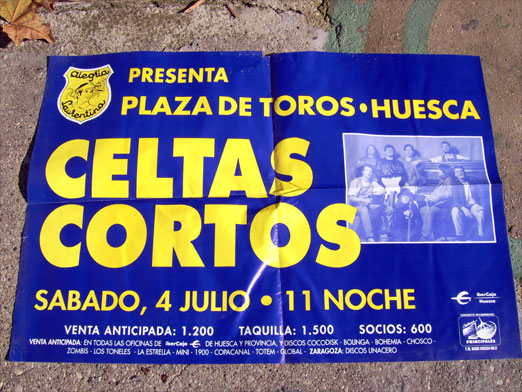 Alegria
Laurentina
PRESENTA
PLAZA DE TOROS • HUESCA
CELTAS
CORTOS
SABADO, 4 JULIO • 11 NOCHE
iberCaja
Huesca
VENTA ANTICIPADA: 1.200 TAQUILLA: 1.500 SOCIOS: 600
VENTA ANTICIPADA: EN TODAS LAS OFICINAS DE iberCaja DE HUESCA Y PROVINCIA, Y DISCOS COCODISK - BOUNGA - BOHEMIA - CHOSCO
ZOMBIS - LOS TONELES - LA ESTRELLA - MINI - 1900 - COPACANAL - TOTEM - GLOBAL - ZARAGOZA: DISCOS LINACERO
PRINCIPALES